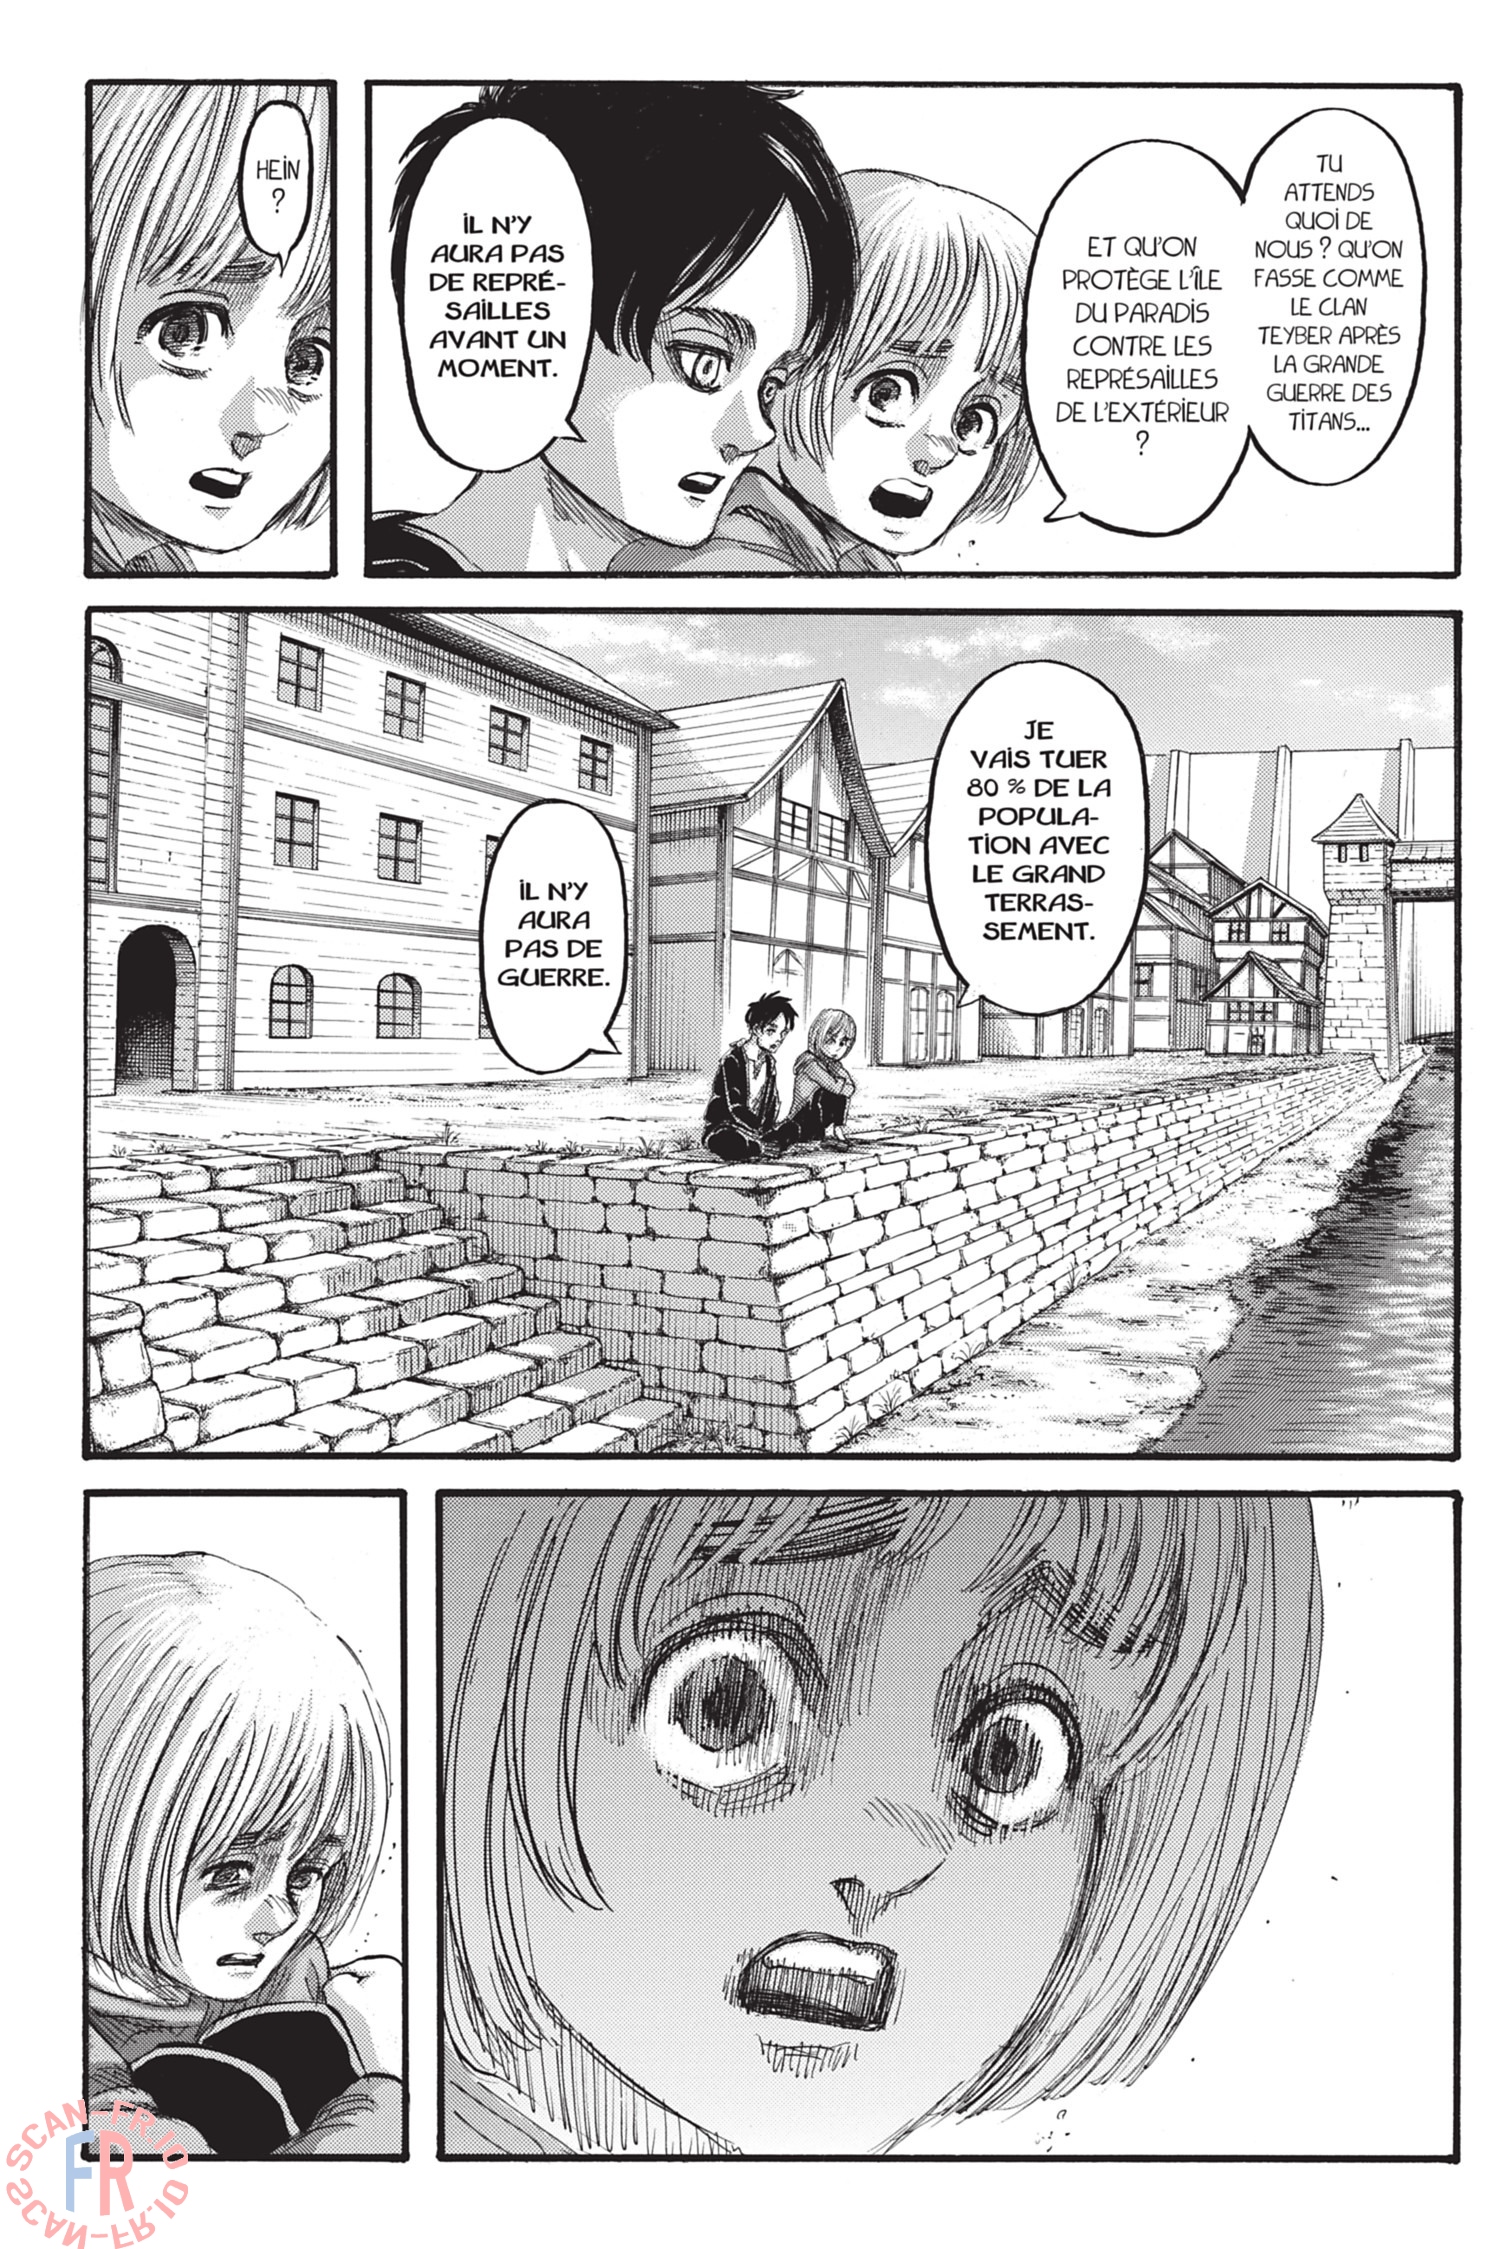 TU
ATTENDS
QUOI DE
NOUS ? QU'ON
FASSE COMME
LE CLAN
TEYBER APRÈS
LA GRANDE
GUERRE DES
TITANS...
ET QU'ON
PROTÈGE L'ÎLE
DU PARADIS
CONTRE LES
REPRÉSAILLES
DE L'EXTÉRIEUR
?
IL N'Y
AURA PAS
DE REPRÉ-
SAILLES
AVANT UN
MOMENT.
HEIN
?
JE
VAIS TUER
80 % DE LA
POPULA-
TION AVEC
LE GRAND
TERRAS-
SEMENT.
IL N'Y
AURA
PAS DE
GUERRE.
SCAN-FR.IO
FR
SCAN-FR.IO